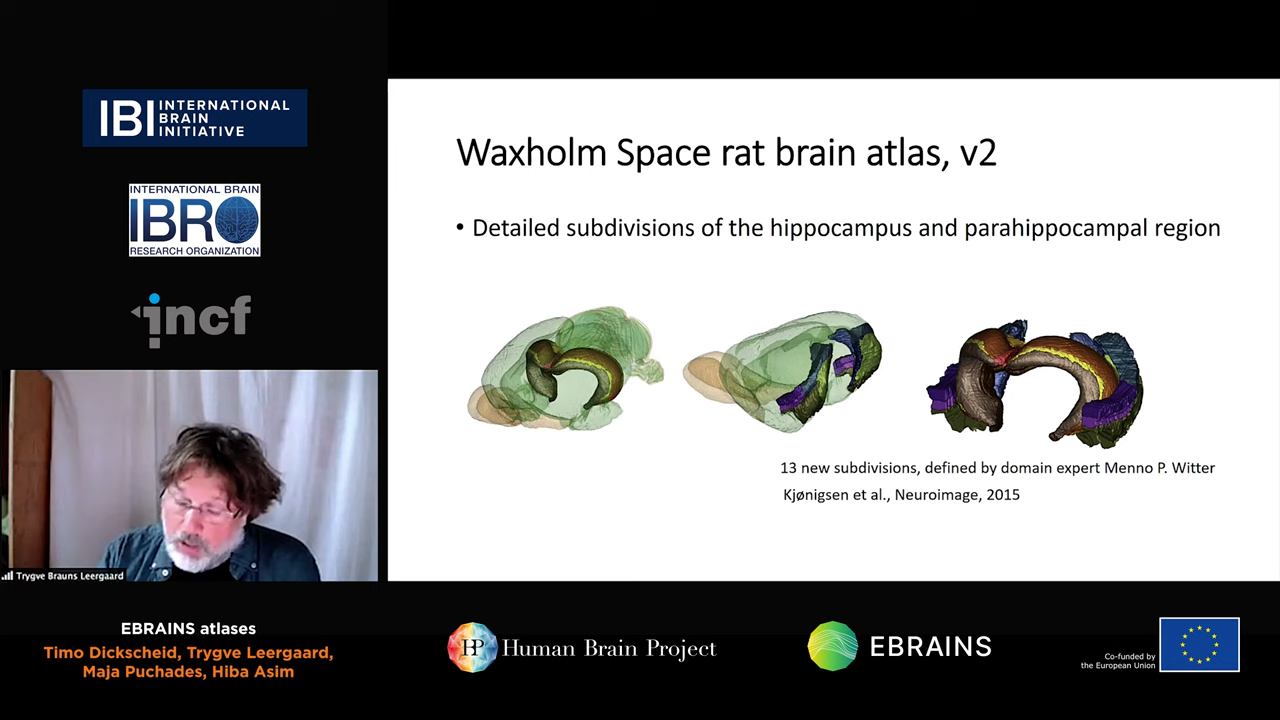 IBI INTERNATIONAL
BRAIN
INITIATIVE
INTERNATIONAL BRAIN
IBRO
RESEARCH ORGANIZATION
incf
Waxholm Space rat brain atlas, v2
• Detailed subdivisions of the hippocampus and parahippocampal region
13 new subdivisions, defined by domain expert Menno P. Witter
Kjønigsen et al., Neuroimage, 2015
Trygve Brauns Leergaard
EBRAINS atlases
Timo Dickscheid, Trygve Leergaard,
Maja Puchades, Hiba Asim
HBP Human Brain Project
EBRAINS
Co-funded by
the European Union